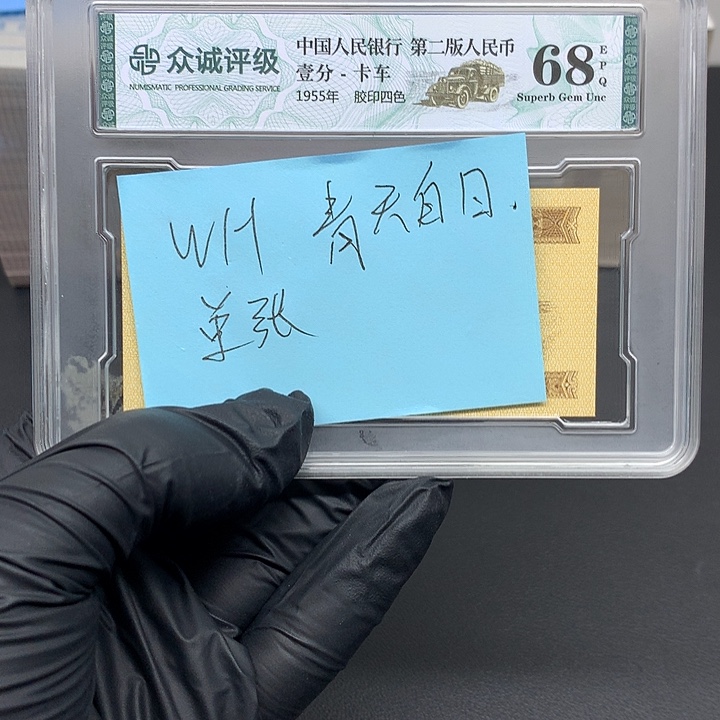 众诚评级
NUMISMATIC PROFESSIONAL GRADING SERVICE
中国人民银行 第二版人民币
壹分 - 卡车
1955年 胶印四色
68 EPQ
Superb Gem Unc
WH 青天白日.
单张